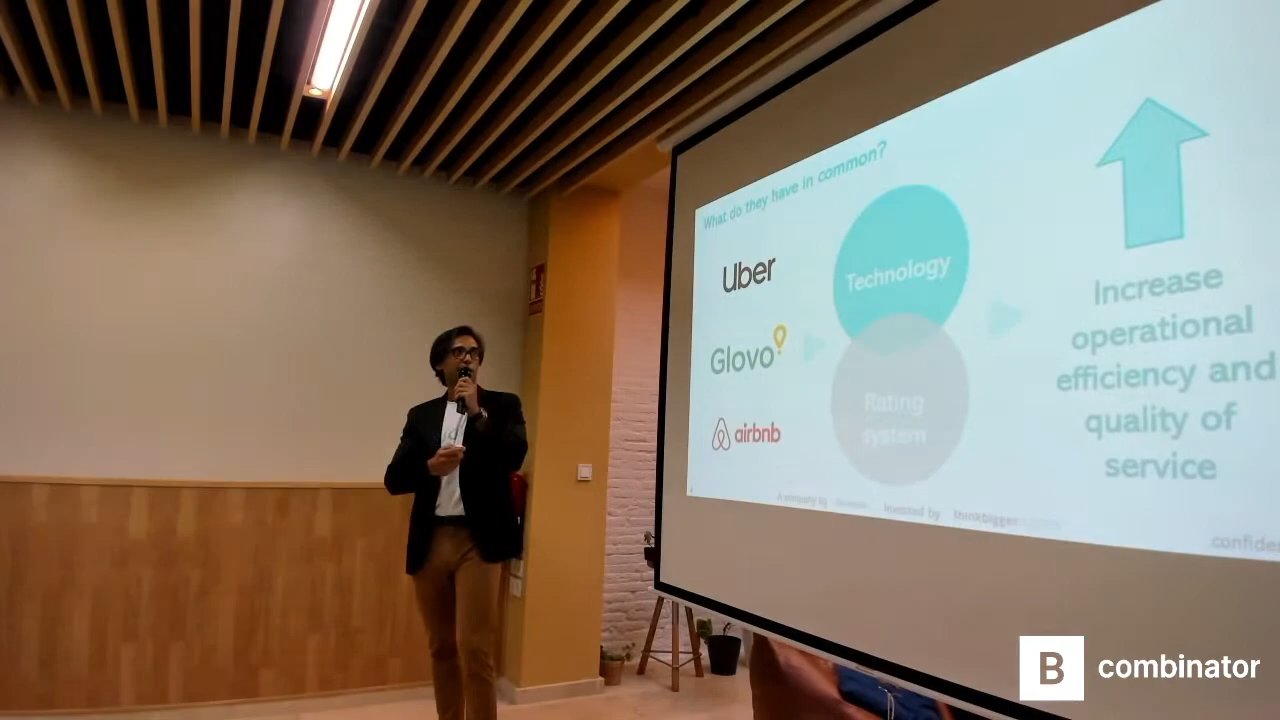 What do they have in common?
Uber
Glovo
airbnb
Technology
Rating
system
Increase
operational
efficiency and
quality of
service
A company by
invested by thinkbigger
B combinator